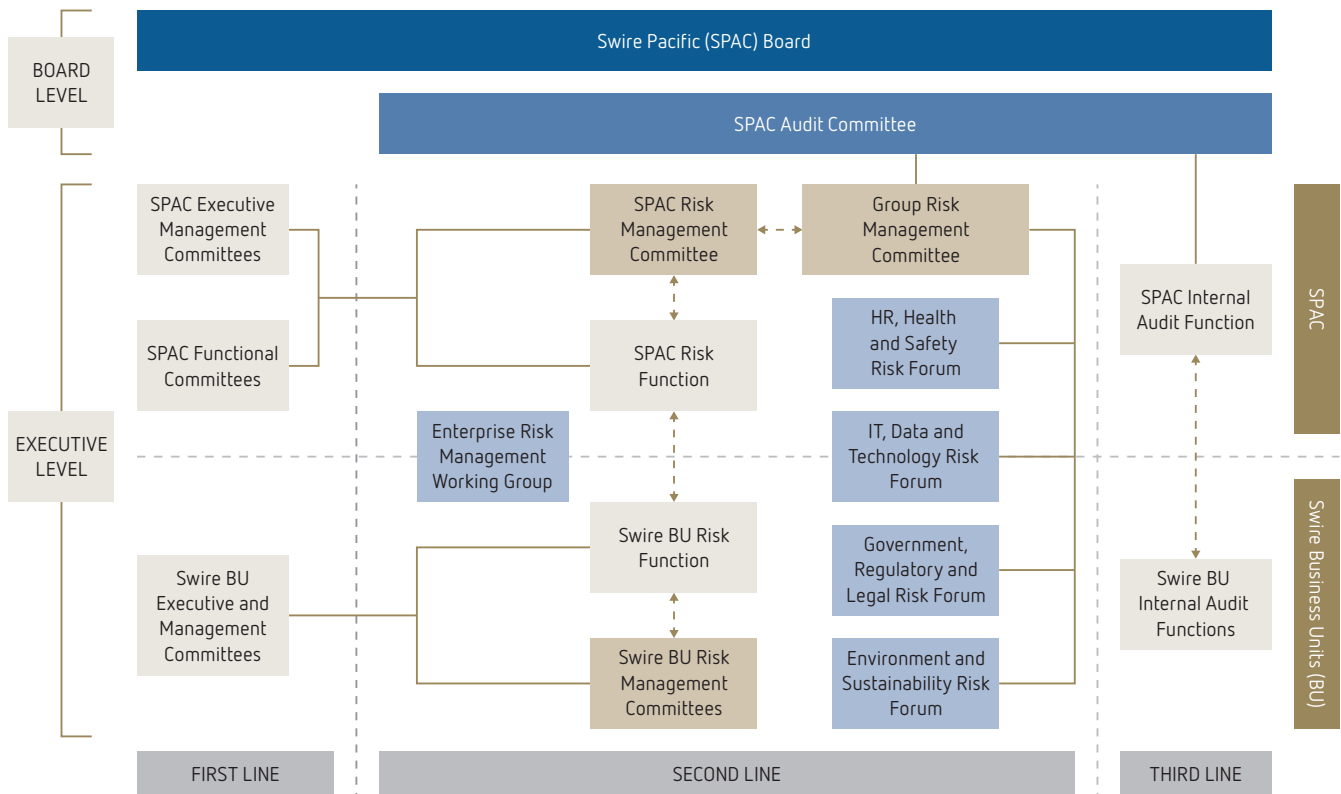 Swire Pacific (SPAC) Board
BOARD
LEVEL
SPAC Audit Committee
SPAC Executive
Management
Committees
SPAC Risk
Management
Committee
Group Risk
Management
Committee
SPAC Internal
Audit Function
SPAC
HR, Health
and Safety
Risk Forum
SPAC Functional
Committees
SPAC Risk
Function
EXECUTIVE
LEVEL
Enterprise Risk
Management
Working Group
IT, Data and
Technology Risk
Forum
Swire BU Risk
Function
Government,
Regulatory and
Legal Risk Forum
Swire Business Units (BU)
Swire BU
Executive and
Management
Committees
Swire BU
Internal Audit
Functions
Swire BU Risk
Management
Committees
Environment and
Sustainability Risk
Forum
FIRST LINE
SECOND LINE
THIRD LINE